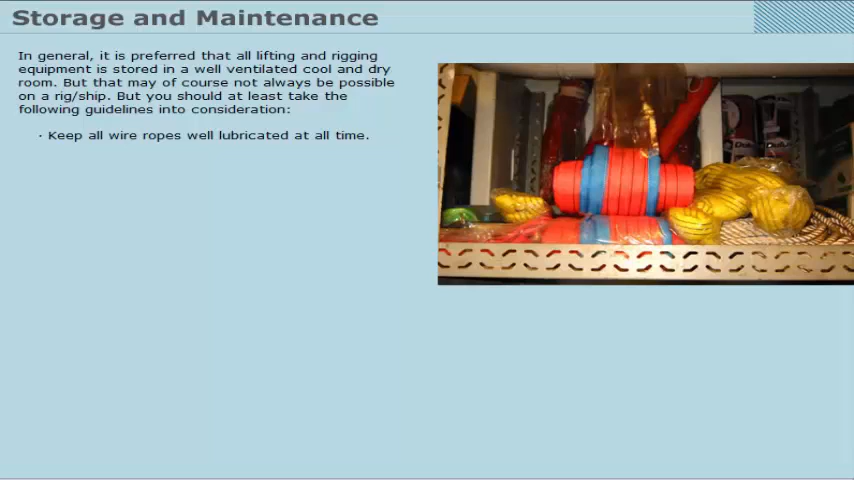 Storage and Maintenance
In general, it is preferred that all lifting and rigging
equipment is stored in a well ventilated cool and dry
room. But that may of course not always be possible
on a rig/ship. But you should at least take the
following guidelines into consideration:
· Keep all wire ropes well lubricated at all time.